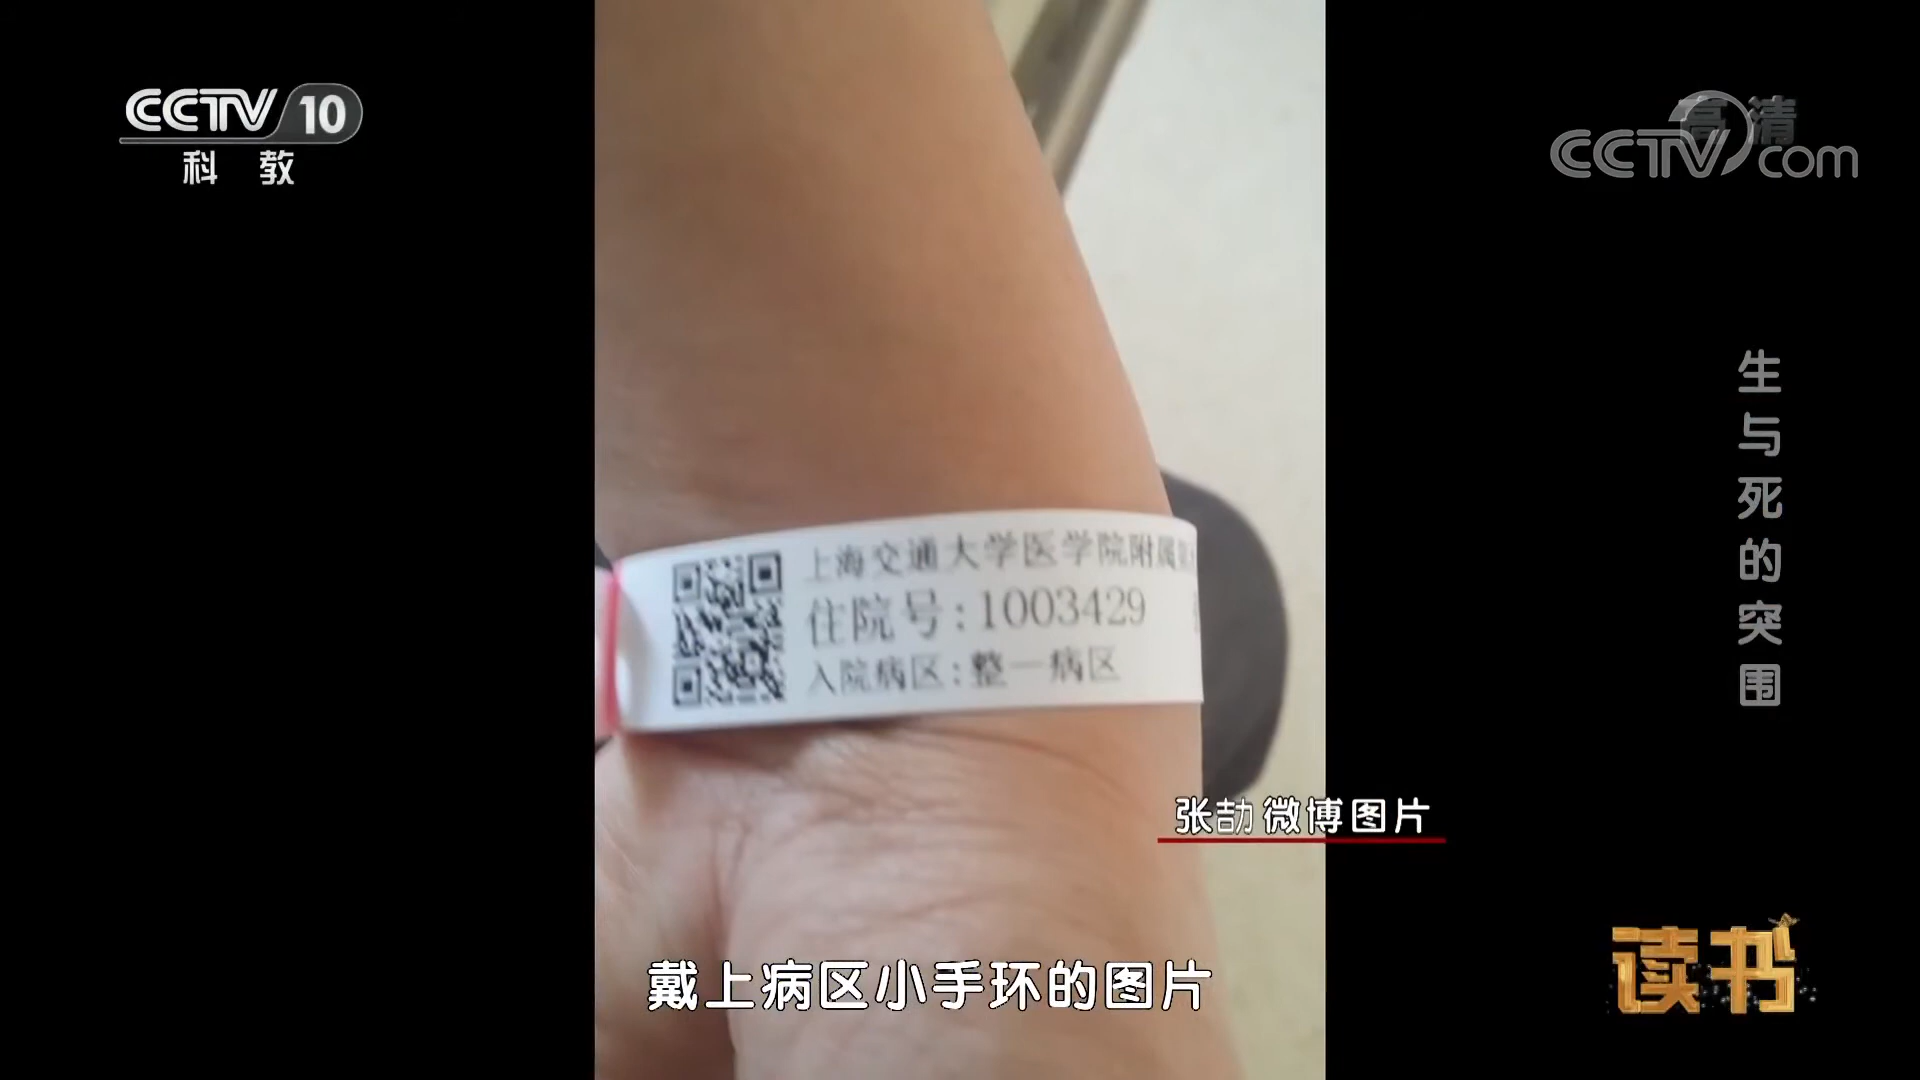 CCTV 10
科 教
高清
CCTV.com
生与死的突围
上海交通大学医学院附属第
住院号:1003429
入院病区:整一病区
张劼微博图片
戴上病区小手环的图片
读书